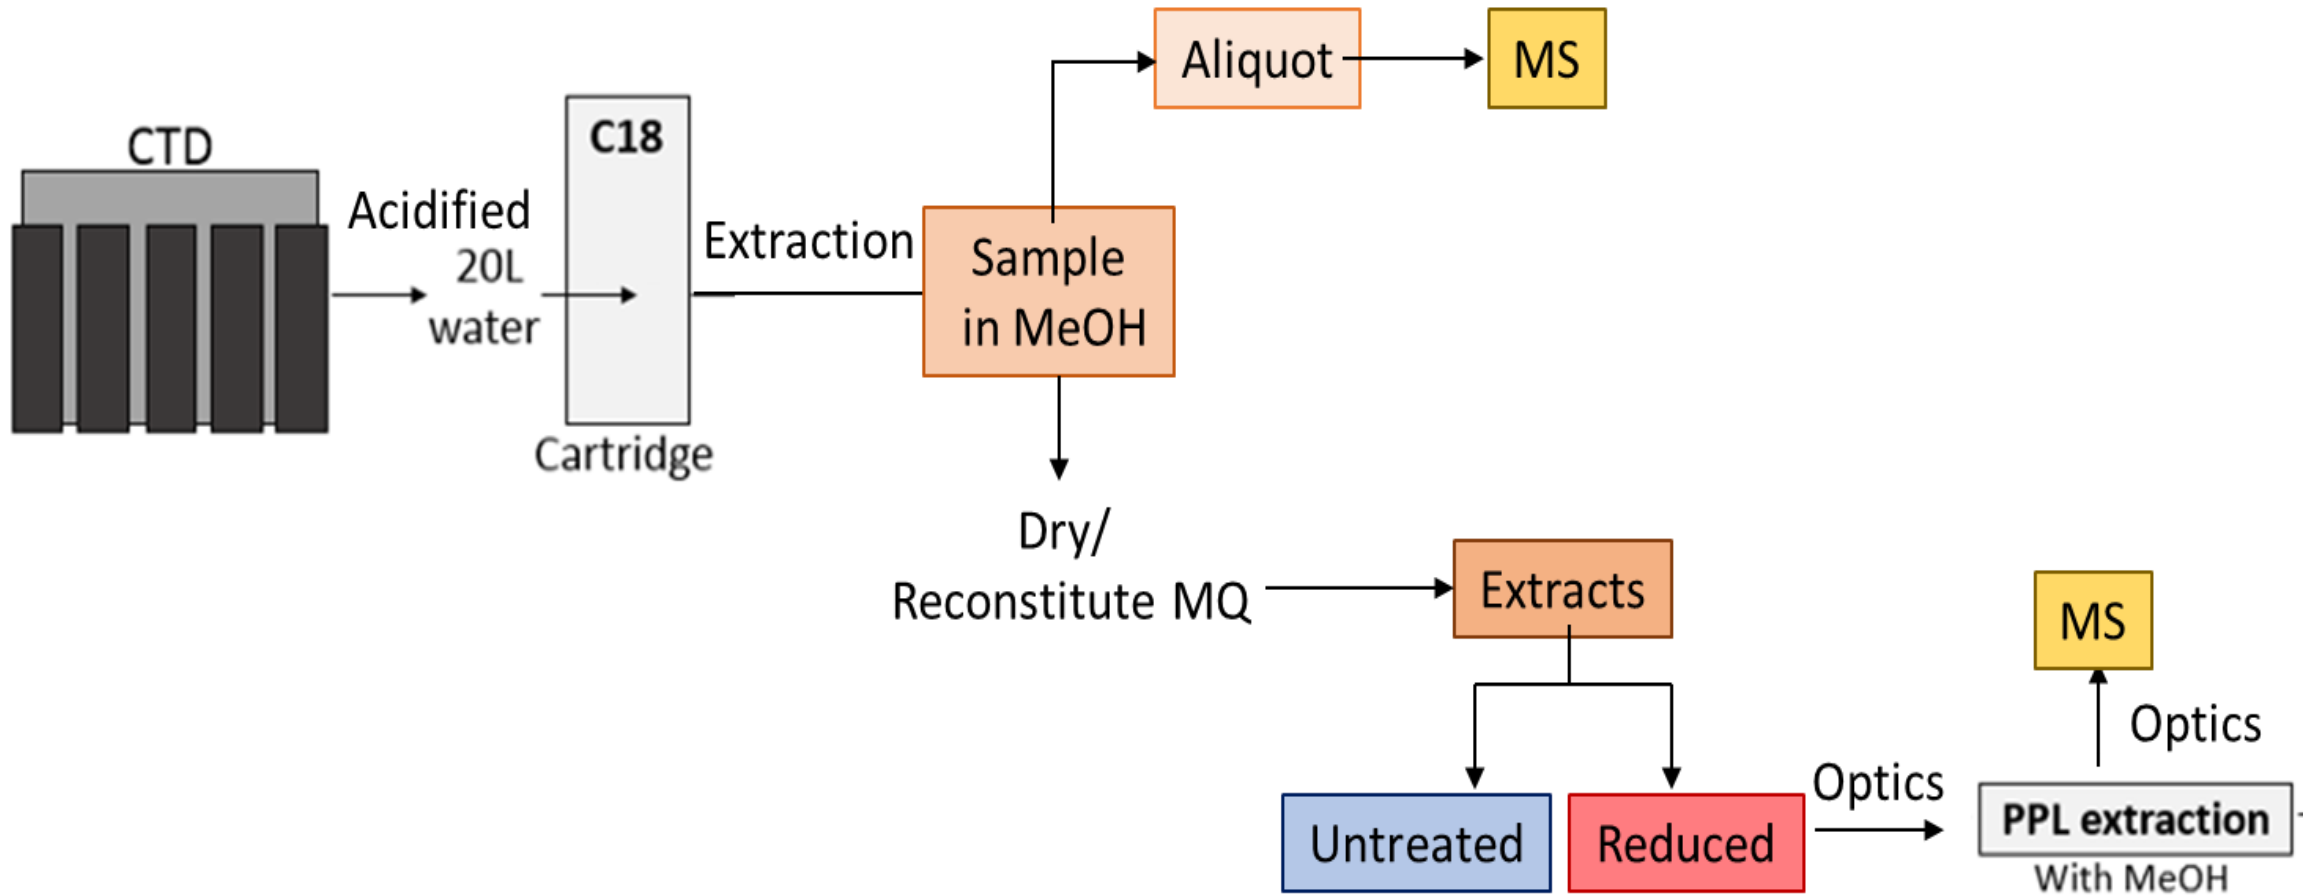 CTD
Acidified
20L
water
C18
Cartridge
Extraction
Sample
in MeOH
Aliquot
MS
Dry/
Reconstitute MQ
Extracts
Untreated
Reduced
Optics
MS
Optics
PPL extraction
With MeOH